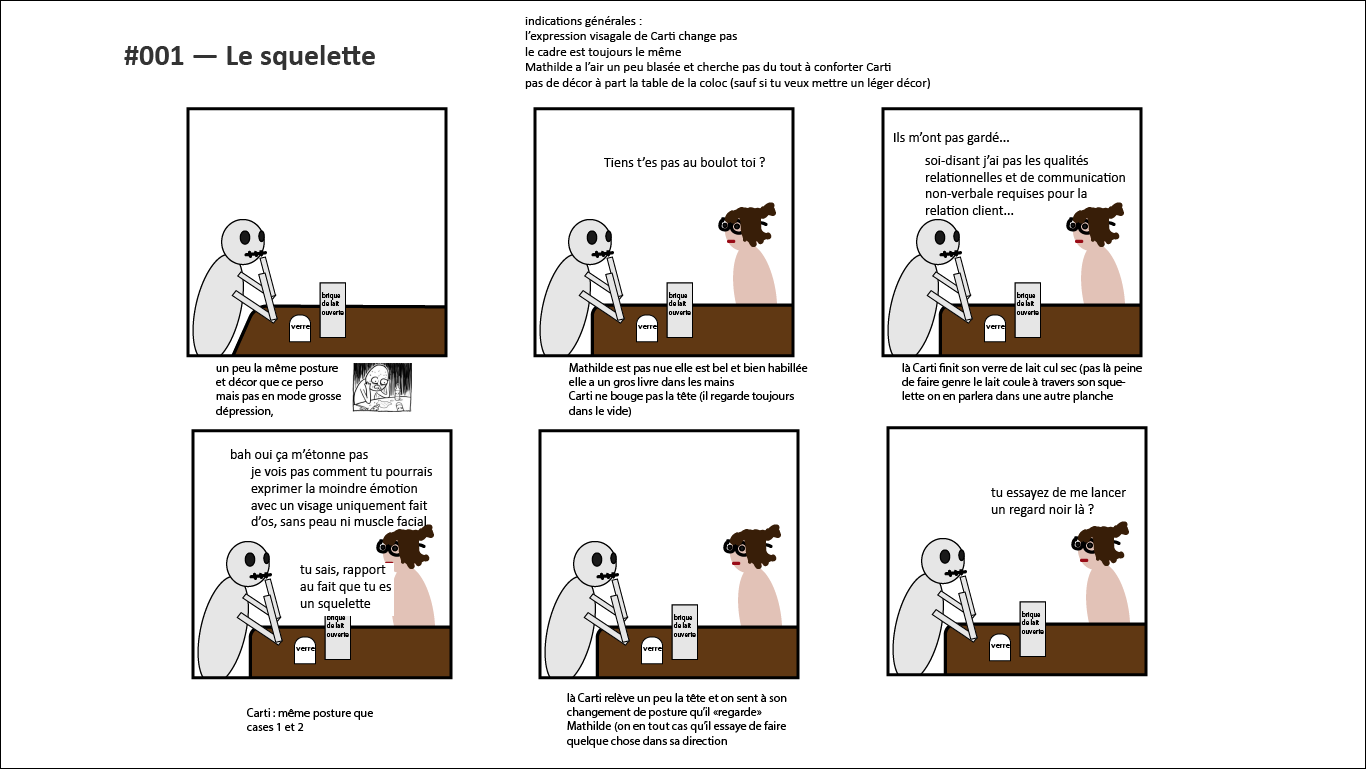 #001 — Le squelette
indications générales :
l'expression visagale de Carti change pas
le cadre est toujours le même
Mathilde a l'air un peu blasée et cherche pas du tout à conforter Carti
pas de décor à part la table de la coloc (sauf si tu veux mettre un léger décor)
brique
de lait
ouverte
verre
un peu la même posture
et décor que ce perso
mais pas en mode grosse
dépression,
Tiens t'es pas au boulot toi ?
brique
de lait
ouverte
verre
Mathilde est pas nue elle est bel et bien habillée
elle a un gros livre dans les mains
Carti ne bouge pas la tête (il regarde toujours
dans le vide)
Ils m'ont pas gardé...
soi-disant j'ai pas les qualités
relationnelles et de communication
non-verbale requises pour la
relation client...
brique
de lait
ouverte
verre
là Carti finit son verre de lait cul sec (pas là peine
de faire genre le lait coule à travers son sque-
lette on en parlera dans une autre planche
bah oui ça m'étonne pas
je vois pas comment tu pourrais
exprimer la moindre émotion
avec un visage uniquement fait
d'os, sans peau ni muscle facial
tu sais, rapport
au fait que tu es
un squelette
brique
de lait
ouverte
verre
Carti : même posture que
cases 1 et 2
brique
de lait
ouverte
verre
là Carti relève un peu la tête et on sent à son
changement de posture qu'il «regarde»
Mathilde (on en tout cas qu'il essaye de faire
quelque chose dans sa direction
tu essayez de me lancer
un regard noir là ?
brique
de lait
ouverte
verre